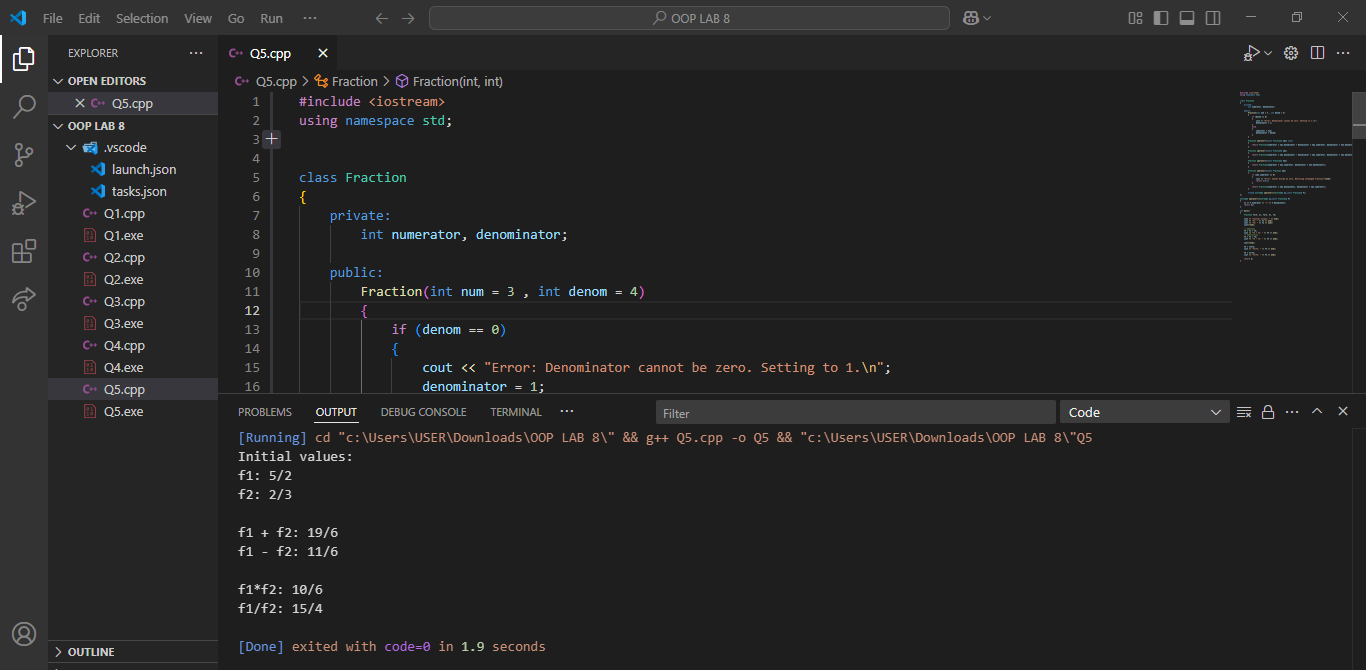 File Edit Selection View Go Run ··· OOP LAB 8
EXPLORER ···
OPEN EDITORS
Q5.cpp
OOP LAB 8
.vscode
launch.json
tasks.json
Q1.cpp
Q1.exe
Q2.cpp
Q2.exe
Q3.cpp
Q3.exe
Q4.cpp
Q4.exe
Q5.cpp
Q5.exe
OUTLINE
C++ Q5.cpp
C++ Q5.cpp > Fraction > Fraction(int, int)
1 #include <iostream>
2 using namespace std;
3
4
5 class Fraction
6 {
7 private:
8 int numerator, denominator;
9
10 public:
11 Fraction(int num = 3 , int denom = 4)
12 {
13 if (denom == 0)
14 {
15 cout << "Error: Denominator cannot be zero. Setting to 1.\n";
16 denominator = 1;
PROBLEMS OUTPUT DEBUG CONSOLE TERMINAL ··· Filter Code
[Running] cd "c:\Users\USER\Downloads\OOP LAB 8\" && g++ Q5.cpp -o Q5 && "c:\Users\USER\Downloads\OOP LAB 8\"Q5
Initial values:
f1: 5/2
f2: 2/3
f1 + f2: 19/6
f1 - f2: 11/6
f1*f2: 10/6
f1/f2: 15/4
[Done] exited with code=0 in 1.9 seconds